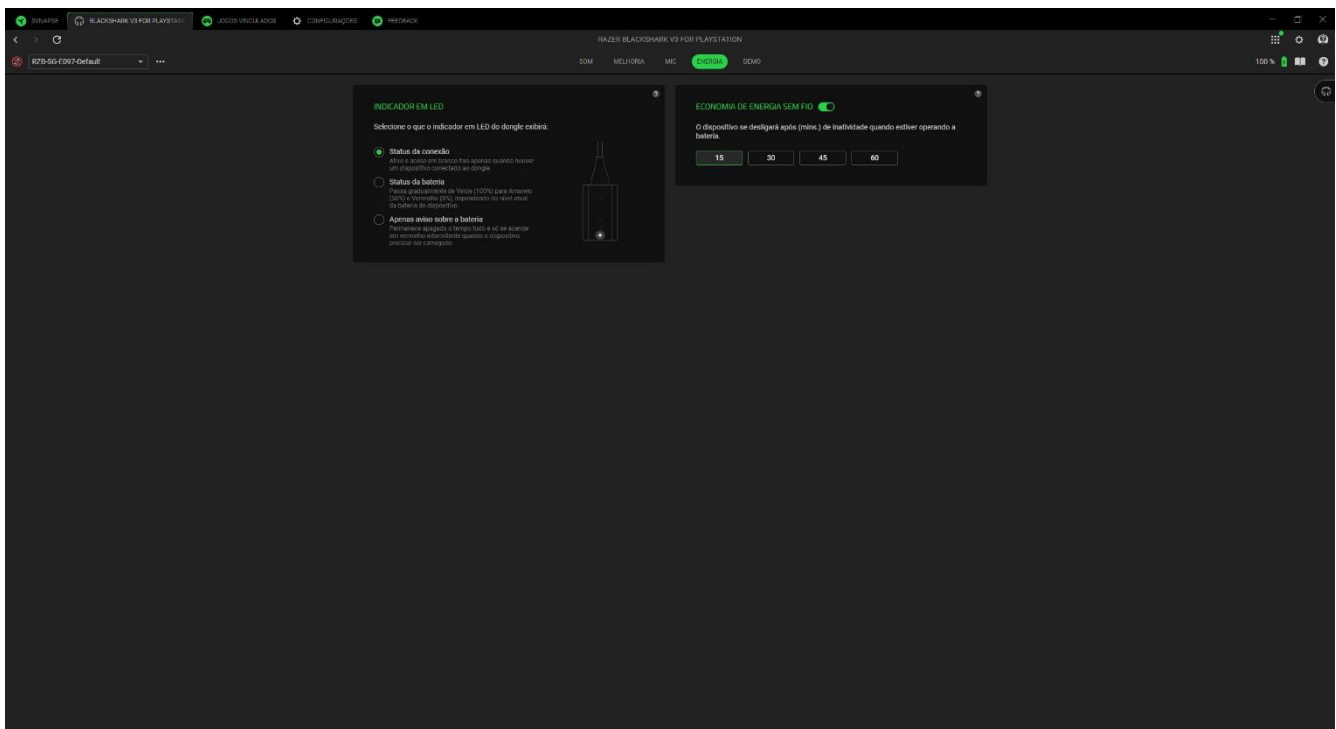 SYNAPSE BLACKSHARK V3 FOR PLAYSTATI JOGOS VINCULADOS CONFIGURAÇÕES FEEDBACK
RAZER BLACKSHARK V3 FOR PLAYSTATION
RZB-SG-E097-Default SOM MELHORIA MIC ENERGIA DEMO 100 %
INDICADOR EM LED
Selecione o que o indicador em LED do dongle exibirá:
Status da conexão
Ativo e aceso em branco fixo apenas quando houver
um dispositivo conectado ao dongle.
Status da bateria
Passa gradualmente de Verde (100%) para Amarelo
(50%) e Vermelho (0%), dependendo do nível atual
da bateria do dispositivo.
Apenas aviso sobre a bateria
Permanece apagado o tempo todo e só se acende
em vermelho intermitente quando o dispositivo
precisar ser carregado.
ECONOMIA DE ENERGIA SEM FIO
O dispositivo se desligará após (mins.) de inatividade quando estiver operando a
bateria.
15 30 45 60